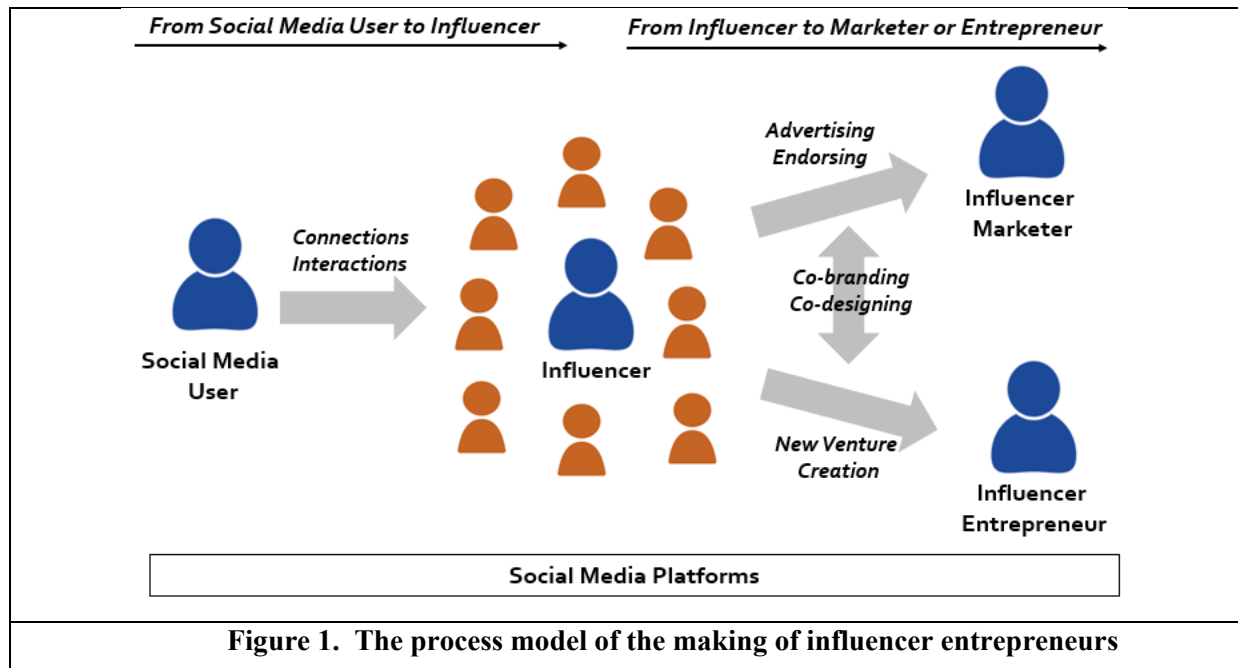 From Social Media User to Influencer
From Influencer to Marketer or Entrepreneur
Advertising
Endorsing
Influencer
Marketer
Connections
Interactions
Co-branding
Co-designing
Social Media
User
Influencer
New Venture
Creation
Influencer
Entrepreneur
Social Media Platforms
Figure 1. The process model of the making of influencer entrepreneurs